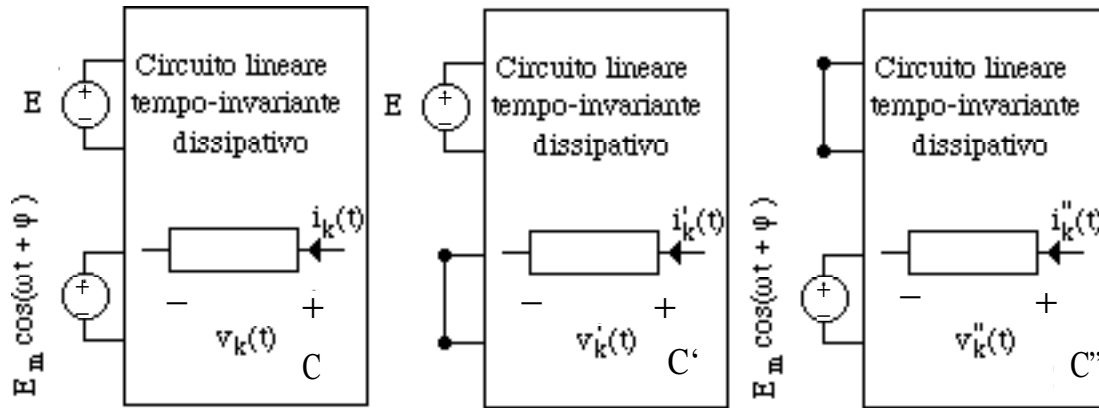 Circuito lineare
tempo-invariante
dissipativo
E
+
−
E_m cos(ωt + φ)
+
−
i_k(t)
−
+
v_k(t)
C
Circuito lineare
tempo-invariante
dissipativo
E
+
−
i'_k(t)
−
+
v'_k(t)
C‘
Circuito lineare
tempo-invariante
dissipativo
E_m cos(ωt + φ)
+
−
i''_k(t)
−
+
v''_k(t)
C”